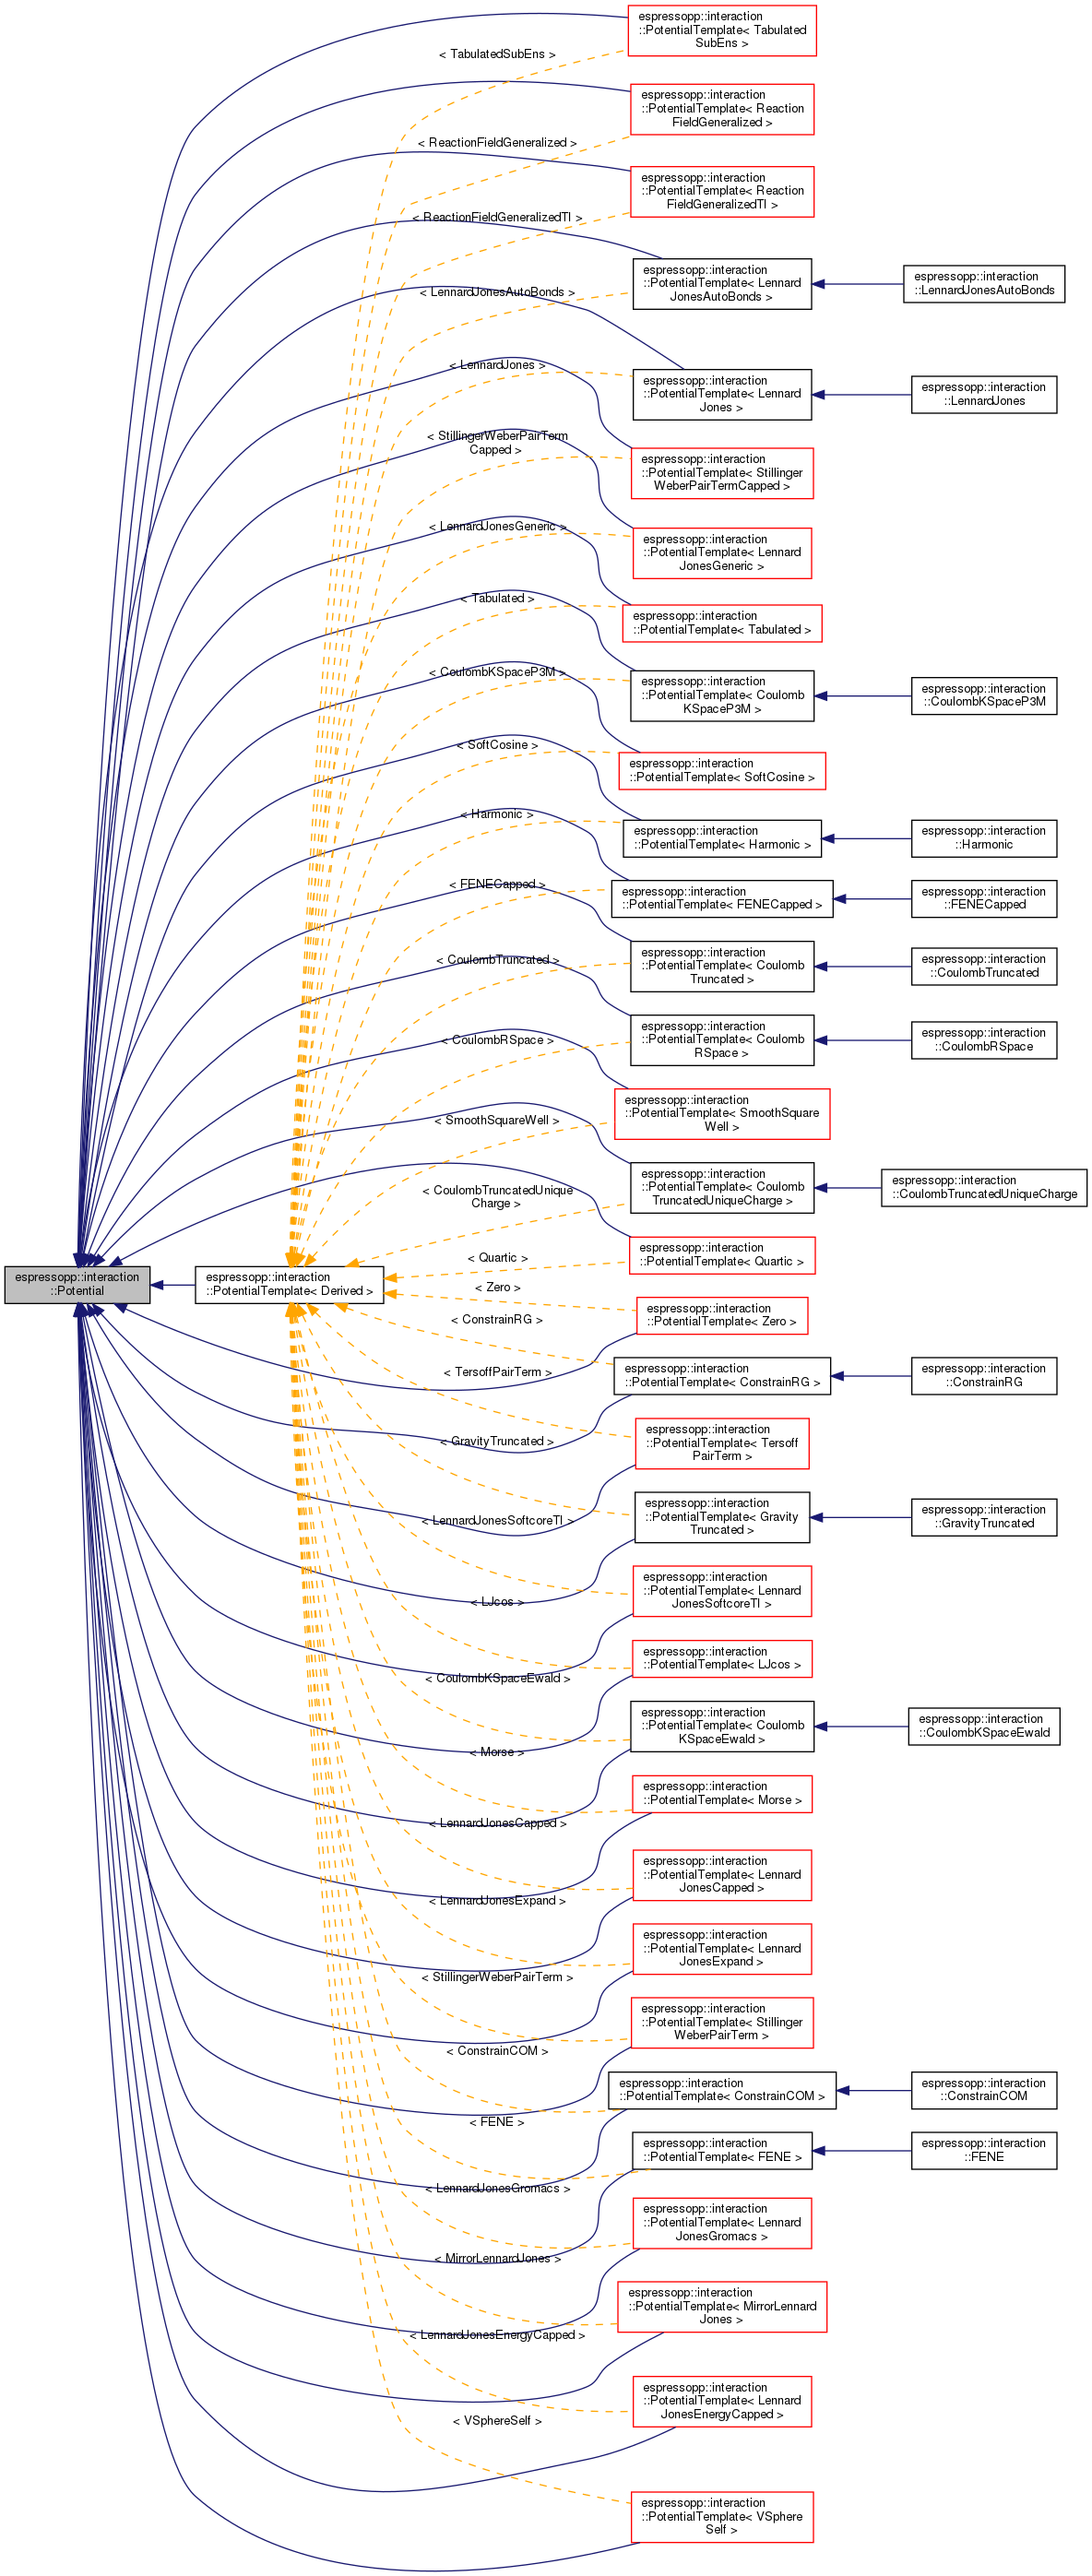 espressopp::interaction
::PotentialTemplate< Tabulated
SubEns >
< TabulatedSubEns >
espressopp::interaction
::PotentialTemplate< Reaction
FieldGeneralized >
< ReactionFieldGeneralized >
espressopp::interaction
::PotentialTemplate< Reaction
FieldGeneralizedTI >
< ReactionFieldGeneralizedTI >
espressopp::interaction
::PotentialTemplate< Lennard
JonesAutoBonds >
espressopp::interaction
::LennardJonesAutoBonds
< LennardJonesAutoBonds >
< LennardJones >
espressopp::interaction
::PotentialTemplate< Lennard
Jones >
espressopp::interaction
::LennardJones
< StillingerWeberPairTerm
Capped >
espressopp::interaction
::PotentialTemplate< Stillinger
WeberPairTermCapped >
< LennardJonesGeneric >
espressopp::interaction
::PotentialTemplate< Lennard
JonesGeneric >
< Tabulated >
espressopp::interaction
::PotentialTemplate< Tabulated >
< CoulombKSpaceP3M >
espressopp::interaction
::PotentialTemplate< Coulomb
KSpaceP3M >
espressopp::interaction
::CoulombKSpaceP3M
< SoftCosine >
espressopp::interaction
::PotentialTemplate< SoftCosine >
< Harmonic >
espressopp::interaction
::PotentialTemplate< Harmonic >
espressopp::interaction
::Harmonic
< FENECapped >
espressopp::interaction
::PotentialTemplate< FENECapped >
espressopp::interaction
::FENECapped
< CoulombTruncated >
espressopp::interaction
::PotentialTemplate< Coulomb
Truncated >
espressopp::interaction
::CoulombTruncated
< CoulombRSpace >
espressopp::interaction
::PotentialTemplate< Coulomb
RSpace >
espressopp::interaction
::CoulombRSpace
< SmoothSquareWell >
espressopp::interaction
::PotentialTemplate< SmoothSquare
Well >
< CoulombTruncatedUnique
Charge >
espressopp::interaction
::PotentialTemplate< Coulomb
TruncatedUniqueCharge >
espressopp::interaction
::CoulombTruncatedUniqueCharge
< Quartic >
espressopp::interaction
::PotentialTemplate< Quartic >
espressopp::interaction
::Potential
espressopp::interaction
::PotentialTemplate< Derived >
< Zero >
espressopp::interaction
::PotentialTemplate< Zero >
< ConstrainRG >
espressopp::interaction
::PotentialTemplate< ConstrainRG >
espressopp::interaction
::ConstrainRG
< TersoffPairTerm >
espressopp::interaction
::PotentialTemplate< Tersoff
PairTerm >
< GravityTruncated >
espressopp::interaction
::PotentialTemplate< Gravity
Truncated >
espressopp::interaction
::GravityTruncated
< LennardJonesSoftcoreTI >
espressopp::interaction
::PotentialTemplate< Lennard
JonesSoftcoreTI >
< LJcos >
espressopp::interaction
::PotentialTemplate< LJcos >
< CoulombKSpaceEwald >
espressopp::interaction
::PotentialTemplate< Coulomb
KSpaceEwald >
espressopp::interaction
::CoulombKSpaceEwald
< Morse >
espressopp::interaction
::PotentialTemplate< Morse >
< LennardJonesCapped >
espressopp::interaction
::PotentialTemplate< Lennard
JonesCapped >
< LennardJonesExpand >
espressopp::interaction
::PotentialTemplate< Lennard
JonesExpand >
< StillingerWeberPairTerm >
espressopp::interaction
::PotentialTemplate< Stillinger
WeberPairTerm >
< ConstrainCOM >
espressopp::interaction
::PotentialTemplate< ConstrainCOM >
espressopp::interaction
::ConstrainCOM
< FENE >
espressopp::interaction
::PotentialTemplate< FENE >
espressopp::interaction
::FENE
< LennardJonesGromacs >
espressopp::interaction
::PotentialTemplate< Lennard
JonesGromacs >
< MirrorLennardJones >
espressopp::interaction
::PotentialTemplate< MirrorLennard
Jones >
< LennardJonesEnergyCapped >
espressopp::interaction
::PotentialTemplate< Lennard
JonesEnergyCapped >
< VSphereSelf >
espressopp::interaction
::PotentialTemplate< VSphere
Self >